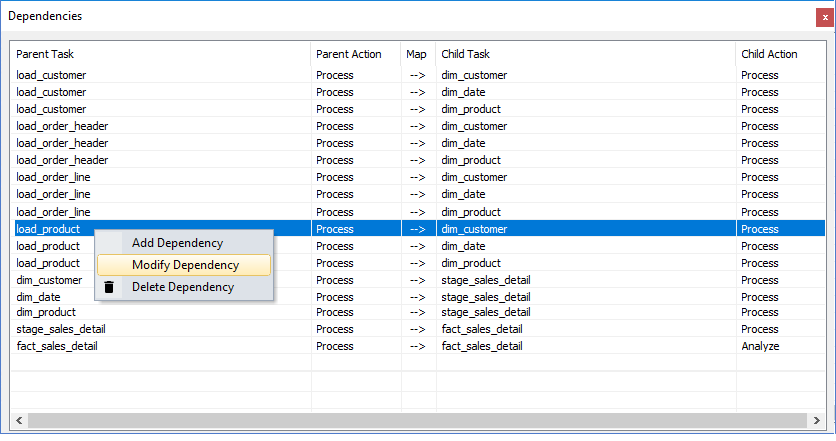 Dependencies x
Parent Task Parent Action Map Child Task Child Action
load_customer Process --> dim_customer Process
load_customer Process --> dim_date Process
load_customer Process --> dim_product Process
load_order_header Process --> dim_customer Process
load_order_header Process --> dim_date Process
load_order_header Process --> dim_product Process
load_order_line Process --> dim_customer Process
load_order_line Process --> dim_date Process
load_order_line Process --> dim_product Process
load_product Process --> dim_customer Process
load_product Process --> dim_date Process
load_product Process --> dim_product Process
dim_customer Process --> stage_sales_detail Process
dim_date Process --> stage_sales_detail Process
dim_product Process --> stage_sales_detail Process
stage_sales_detail Process --> fact_sales_detail Process
fact_sales_detail Process --> fact_sales_detail Analyze
Add Dependency
Modify Dependency
Delete Dependency